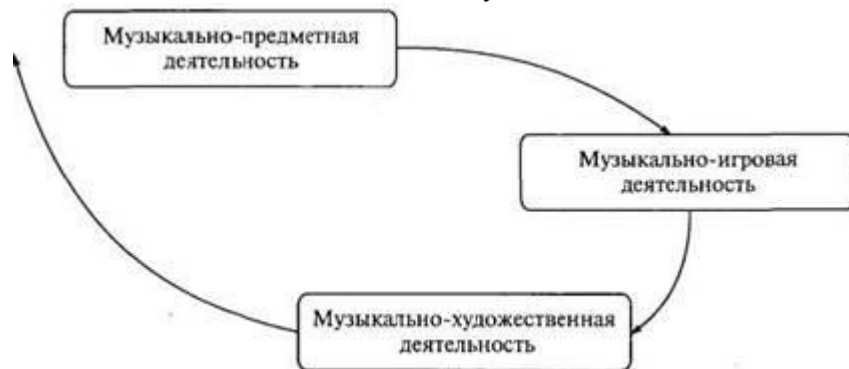 Музыкально-предметная
деятельность
Музыкально-игровая
деятельность
Музыкально-художественная
деятельность